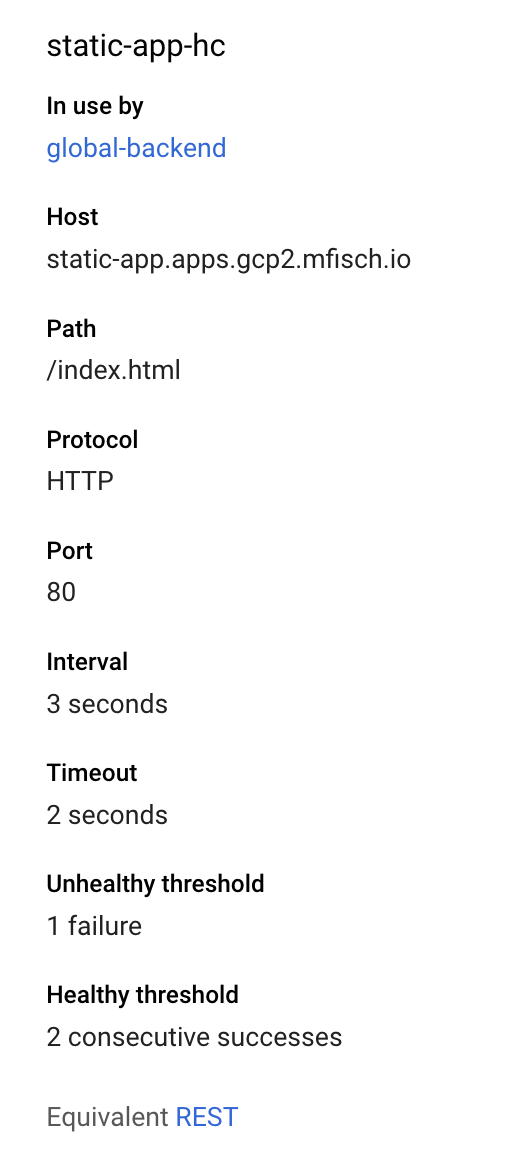 static-app-hc
In use by
global-backend
Host
static-app.apps.gcp2.mfisch.io
Path
/index.html
Protocol
HTTP
Port
80
Interval
3 seconds
Timeout
2 seconds
Unhealthy threshold
1 failure
Healthy threshold
2 consecutive successes
Equivalent REST